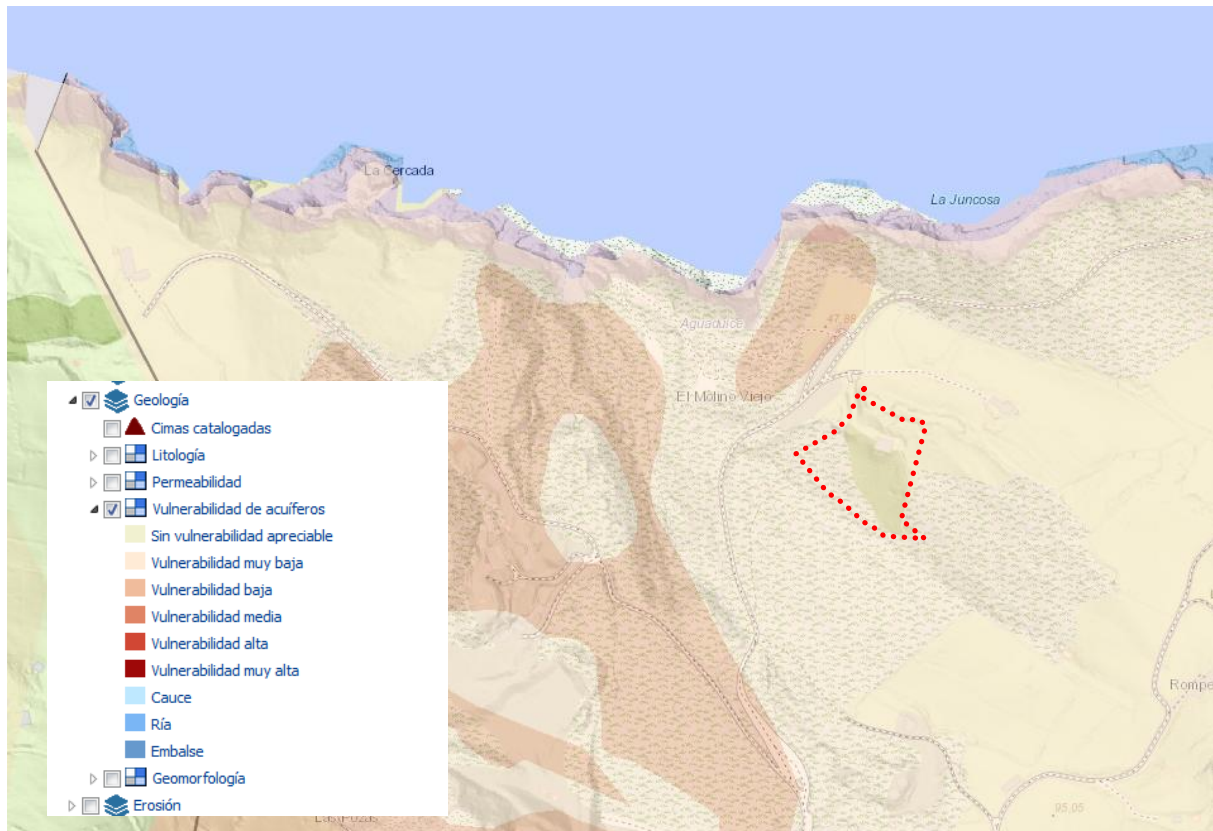 La Cercada
La Juncosa
Aguadulce
47.89
El Molino Viejo
Geología
Cimas catalogadas
Litología
Permeabilidad
Vulnerabilidad de acuíferos
Sin vulnerabilidad apreciable
Vulnerabilidad muy baja
Vulnerabilidad baja
Vulnerabilidad media
Vulnerabilidad alta
Vulnerabilidad muy alta
Cauce
Ría
Embalse
Geomorfología
Erosión
Rompe
95.05
Las Pozas